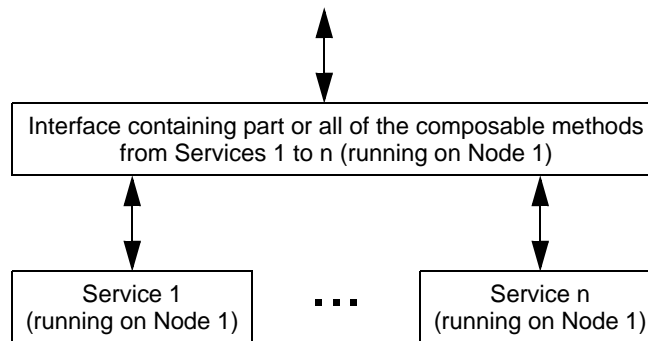 Interface containing part or all of the composable methods
from Services 1 to n (running on Node 1)
Service 1
(running on Node 1)
...
Service n
(running on Node 1)